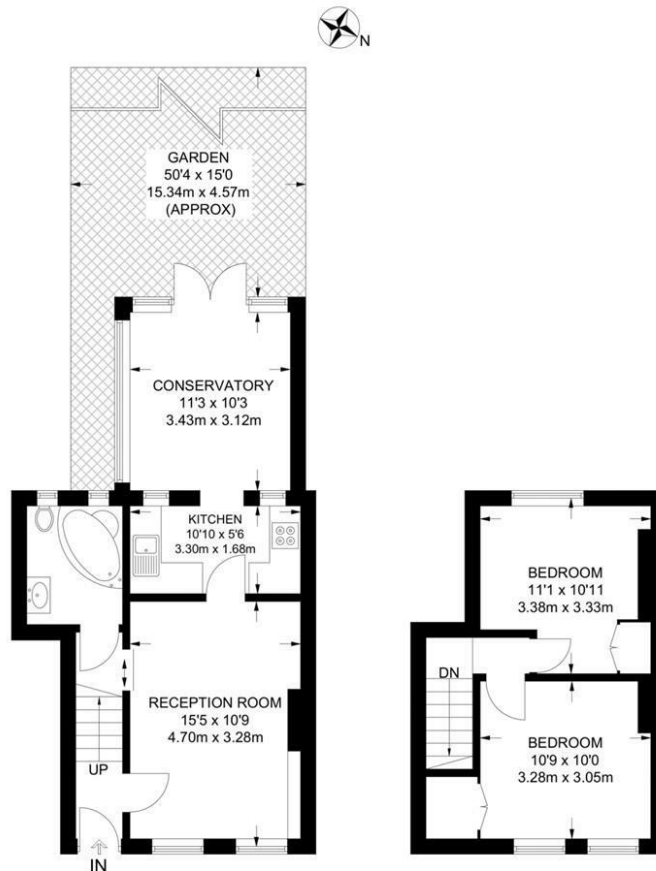 N
GARDEN
50'4 x 15'0
15.34m x 4.57m
(APPROX)
CONSERVATORY
11'3 x 10'3
3.43m x 3.12m
KITCHEN
10'10 x 5'6
3.30m x 1.68m
RECEPTION ROOM
15'5 x 10'9
4.70m x 3.28m
UP
IN
BEDROOM
11'1 x 10'11
3.38m x 3.33m
DN
BEDROOM
10'9 x 10'0
3.28m x 3.05m